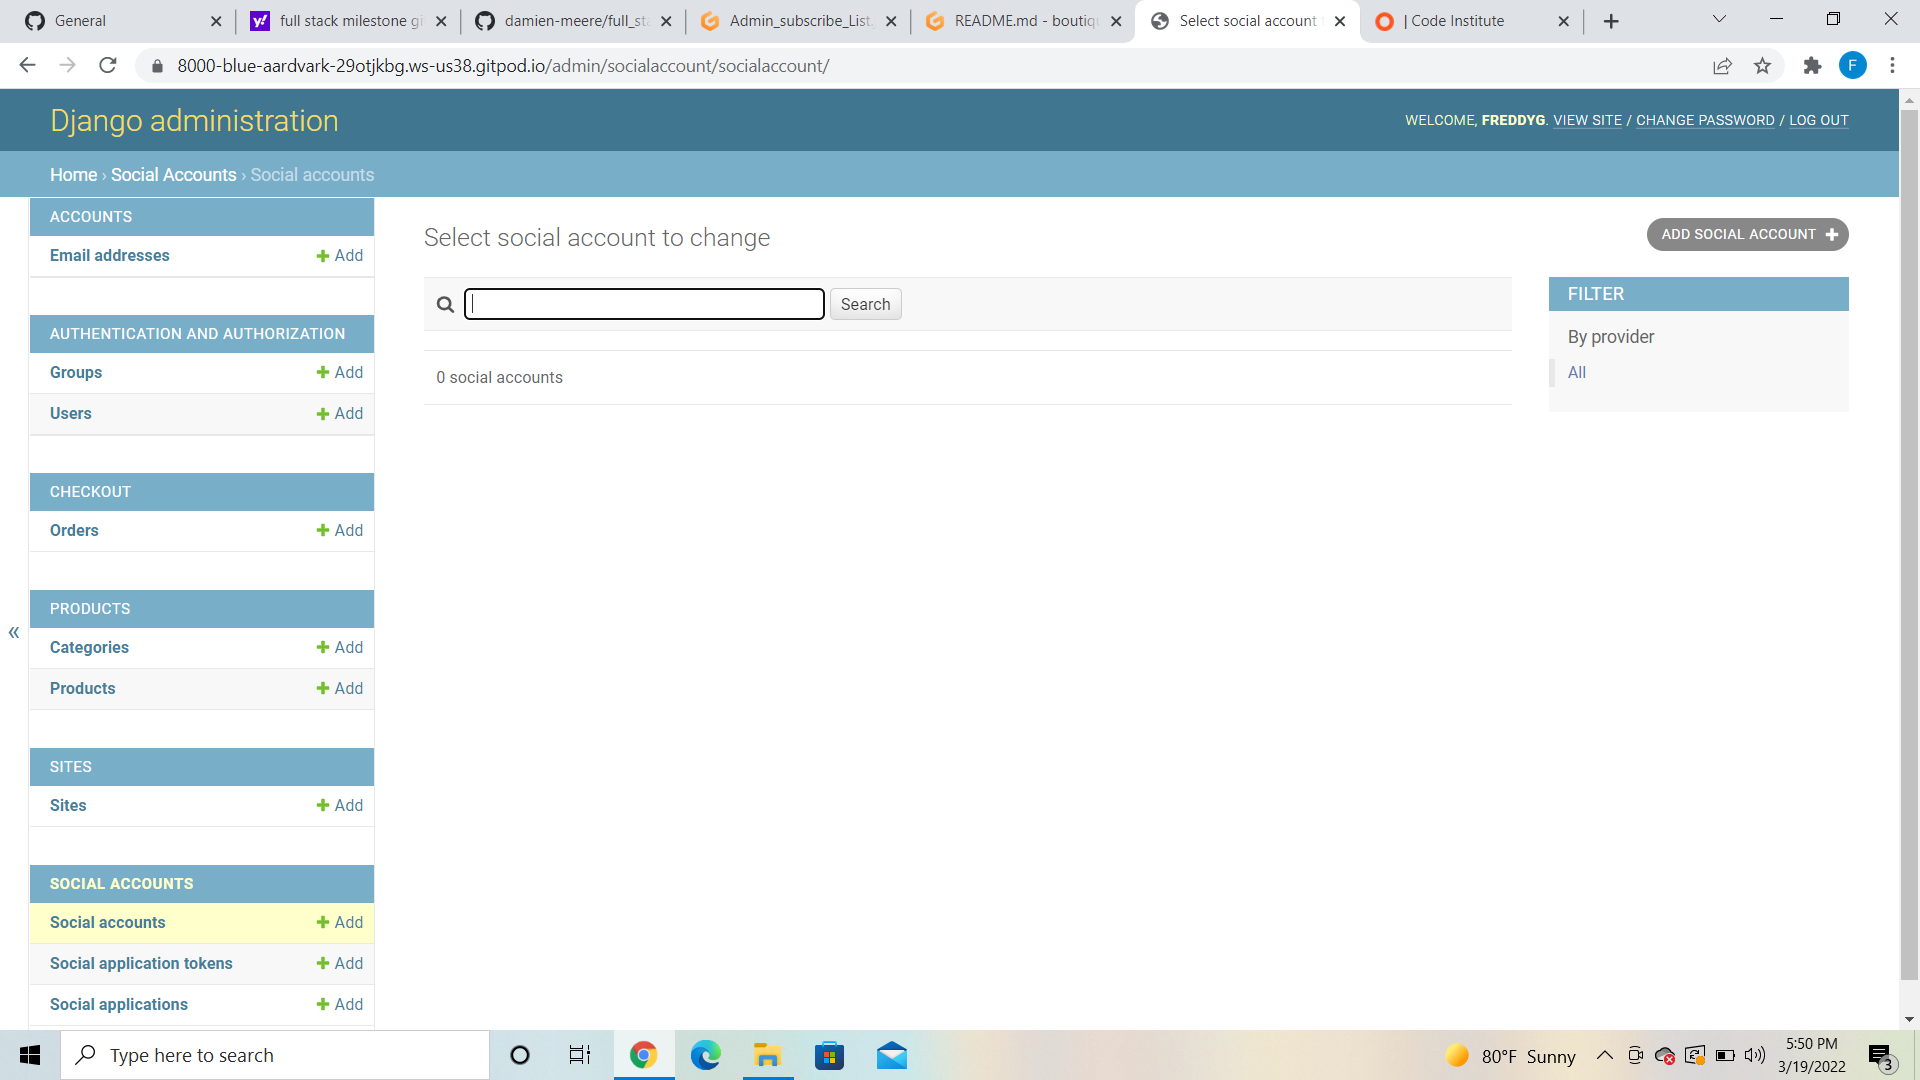 General
full stack milestone gi
damien-meere/full_sta
Admin_subscribe_List.
README.md - boutiqu
Select social account t
| Code Institute
8000-blue-aardvark-29otjkbg.ws-us38.gitpod.io/admin/socialaccount/socialaccount/
F
Django administration
WELCOME, FREDDYG. VIEW SITE / CHANGE PASSWORD / LOG OUT
Home › Social Accounts › Social accounts
ACCOUNTS
Email addresses
Add
AUTHENTICATION AND AUTHORIZATION
Groups
Add
Users
Add
CHECKOUT
Orders
Add
PRODUCTS
Categories
Add
Products
Add
SITES
Sites
Add
SOCIAL ACCOUNTS
Social accounts
Add
Social application tokens
Add
Social applications
Add
«
Select social account to change
ADD SOCIAL ACCOUNT
Search
0 social accounts
FILTER
By provider
All
Type here to search
80°F Sunny
5:50 PM
3/19/2022
3